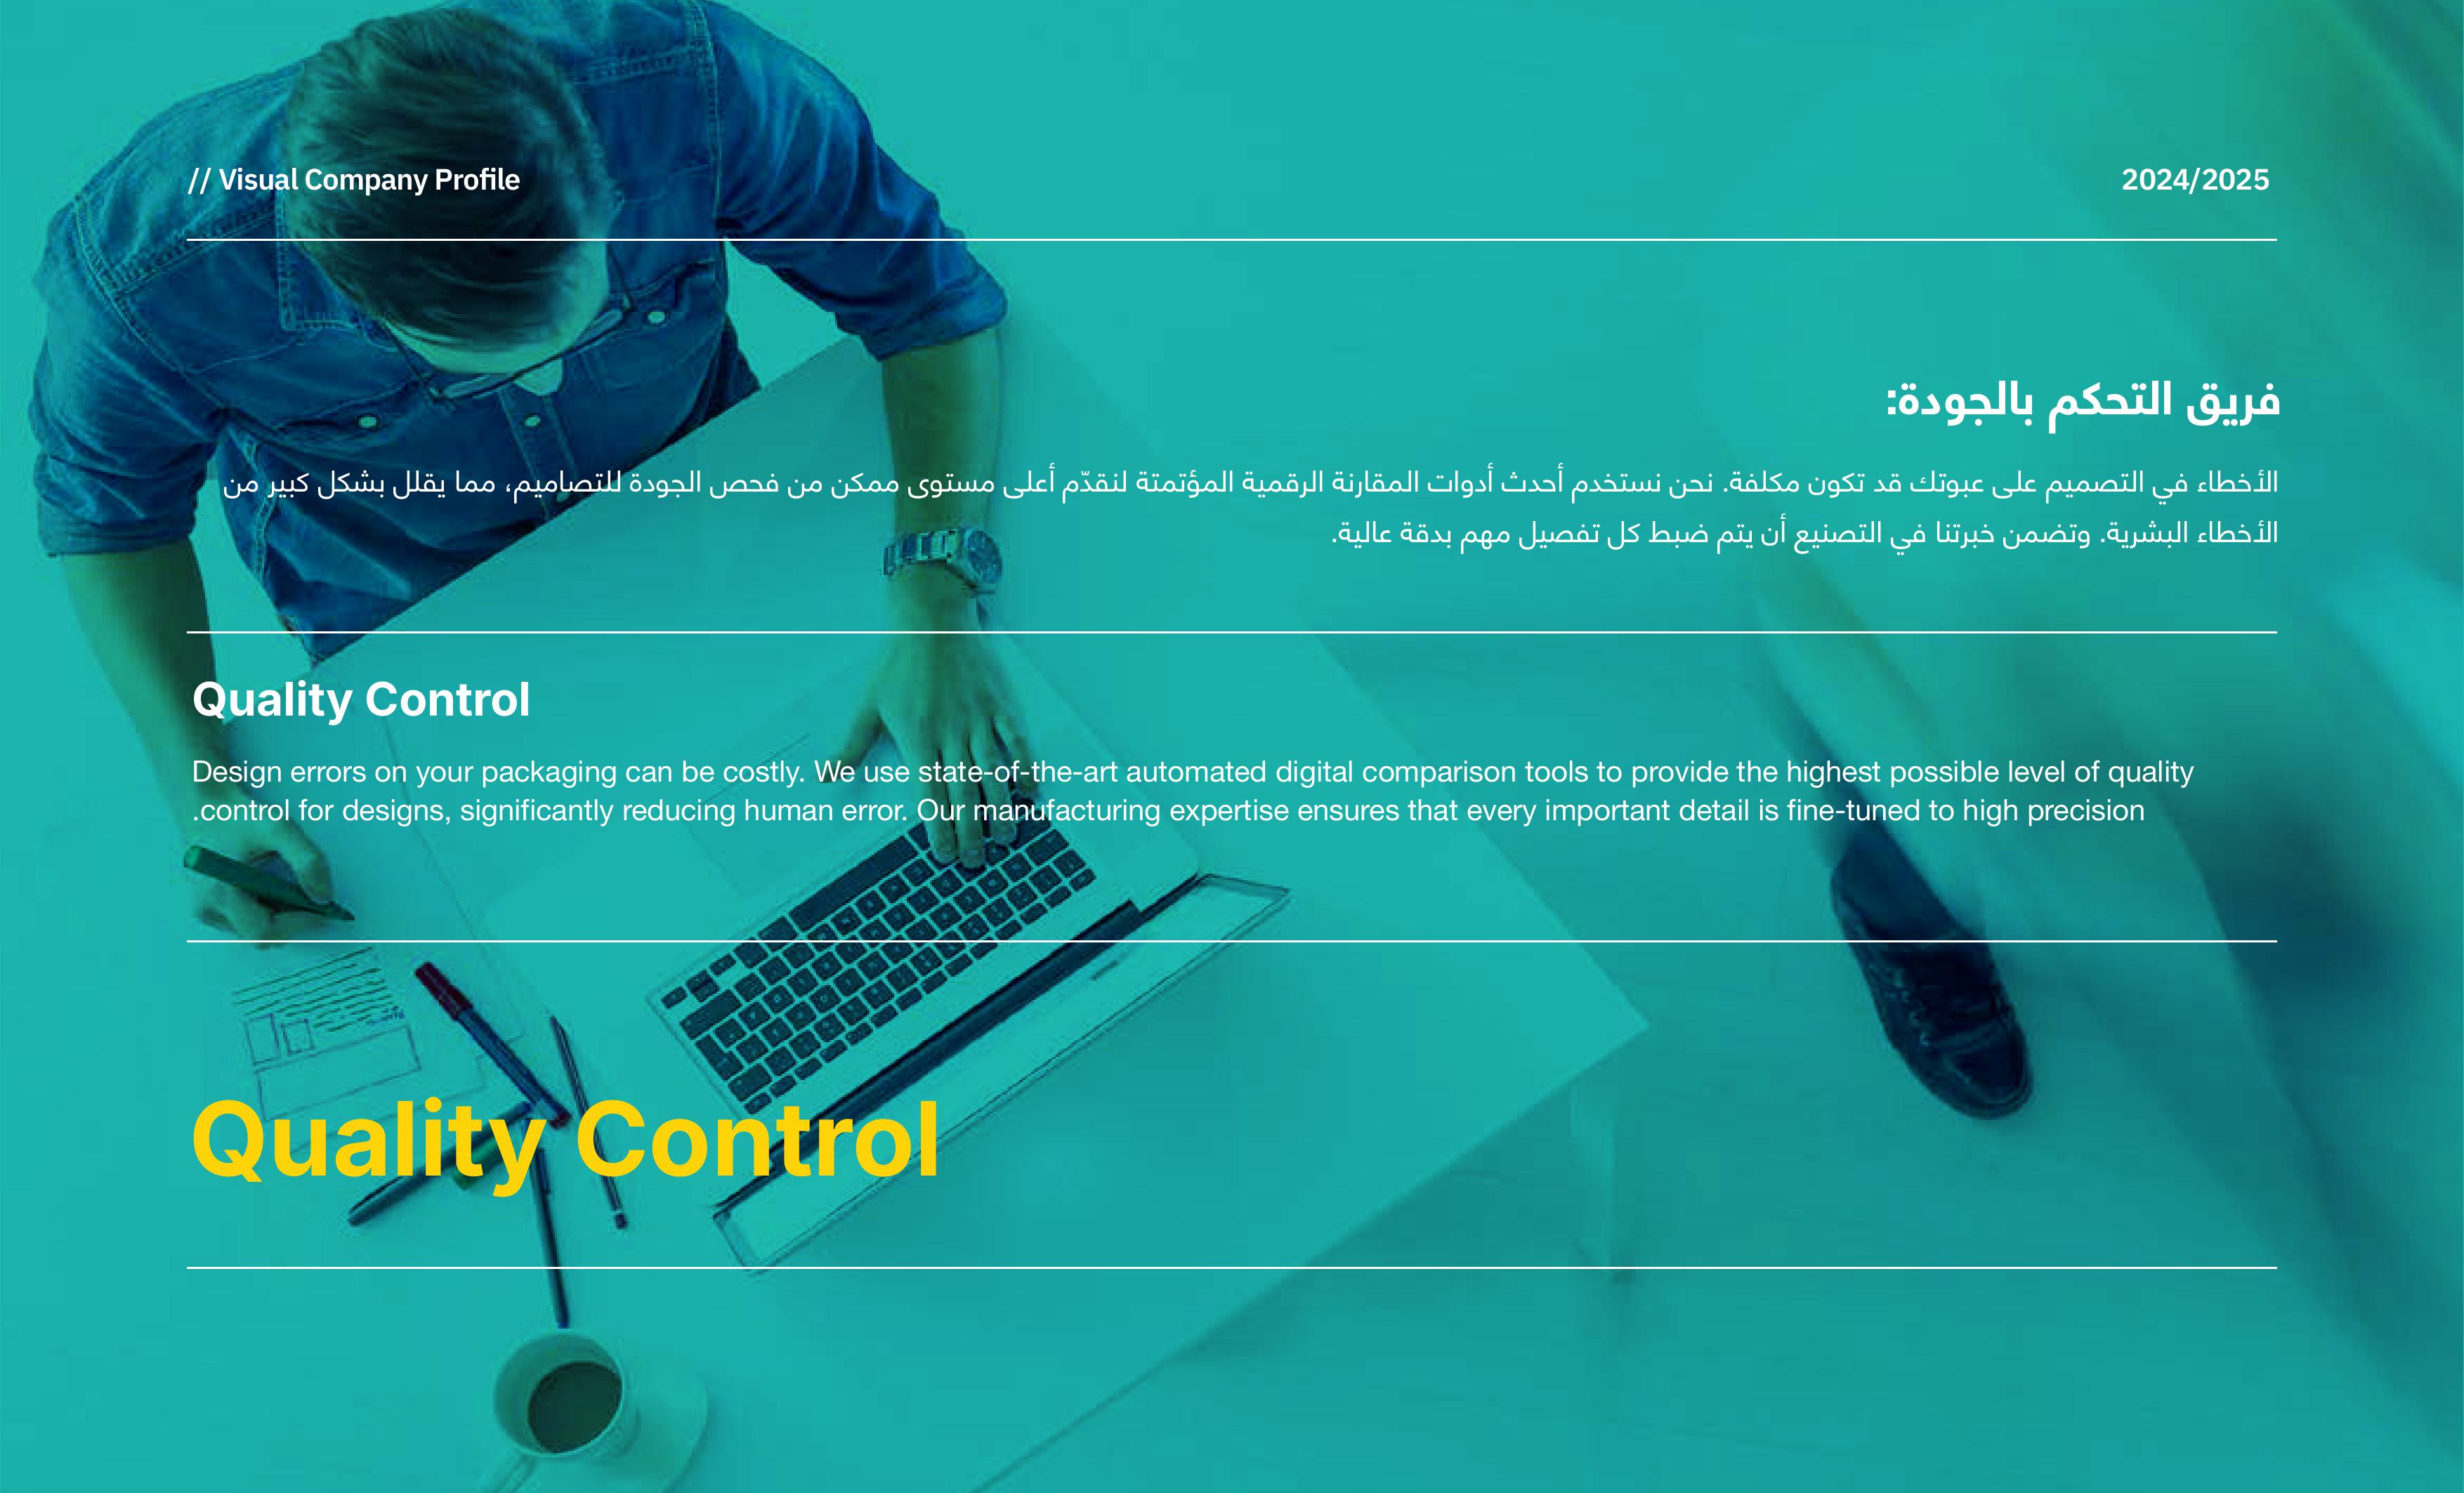 // Visual Company Profile
2024/2025
فريق التحكم بالجودة:
الأخطاء في التصميم على عبوتك قد تكون مكلفة. نحن نستخدم أحدث أدوات المقارنة الرقمية المؤتمتة لنقدّم أعلى مستوى ممكن من فحص الجودة للتصاميم، مما يقلل بشكل كبير من
الأخطاء البشرية. وتضمن خبرتنا في التصنيع أن يتم ضبط كل تفصيل مهم بدقة عالية.
Quality Control
Design errors on your packaging can be costly. We use state-of-the-art automated digital comparison tools to provide the highest possible level of quality
.control for designs, significantly reducing human error. Our manufacturing expertise ensures that every important detail is fine-tuned to high precision
Quality Control